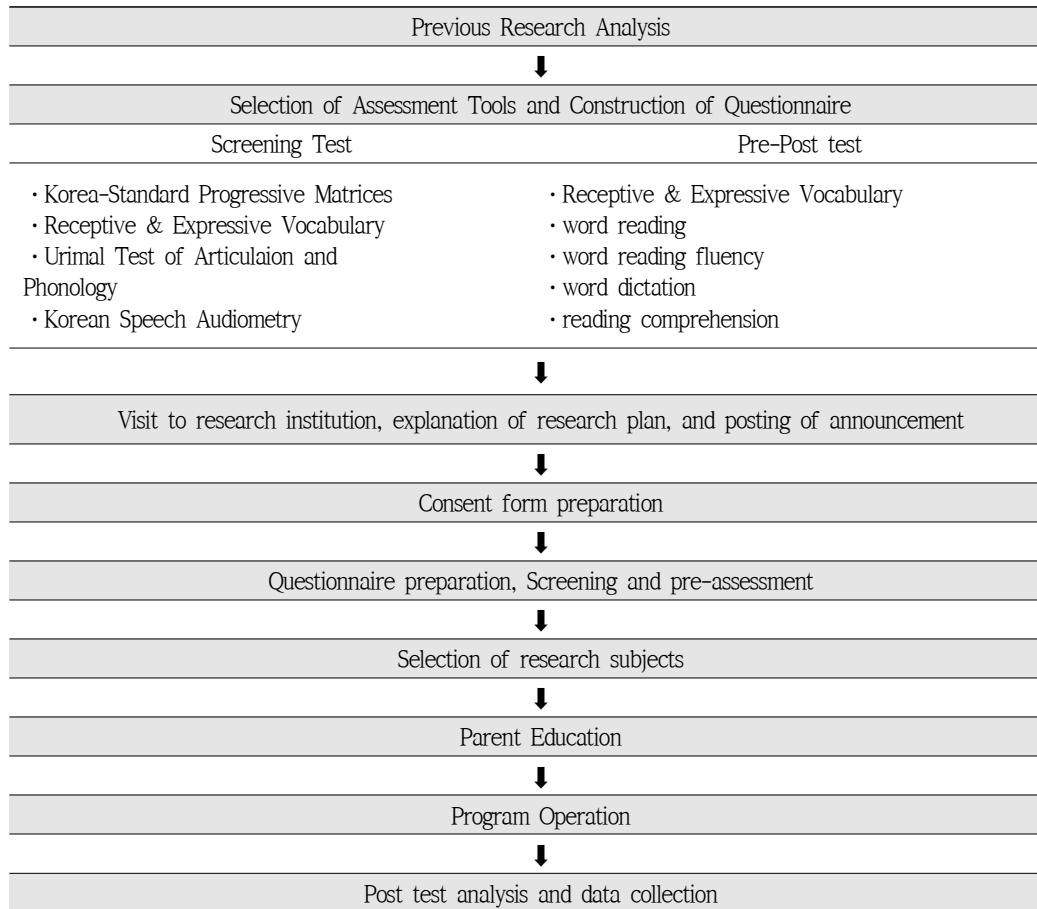 Previous Research Analysis
Selection of Assessment Tools and Construction of Questionnaire
Screening Test
Pre-Post test
· Korea-Standard Progressive Matrices
· Receptive & Expressive Vocabulary
· Urimal Test of Articulaion and
Phonology
· Korean Speech Audiometry
· Receptive & Expressive Vocabulary
· word reading
· word reading fluency
· word dictation
· reading comprehension
Visit to research institution, explanation of research plan, and posting of announcement
Consent form preparation
Questionnaire preparation, Screening and pre-assessment
Selection of research subjects
Parent Education
Program Operation
Post test analysis and data collection